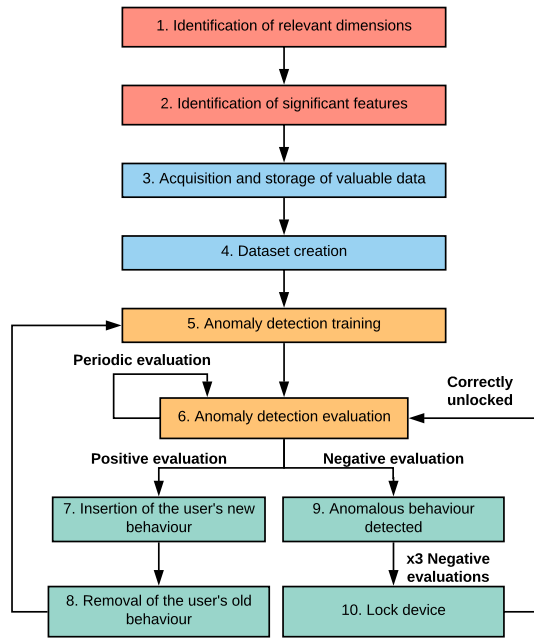 1. Identification of relevant dimensions
2. Identification of significant features
3. Acquisition and storage of valuable data
4. Dataset creation
5. Anomaly detection training
Periodic evaluation
Correctly
unlocked
6. Anomaly detection evaluation
Positive evaluation
Negative evaluation
7. Insertion of the user's new
behaviour
9. Anomalous behaviour
detected
x3 Negative
evaluations
8. Removal of the user's old
behaviour
10. Lock device